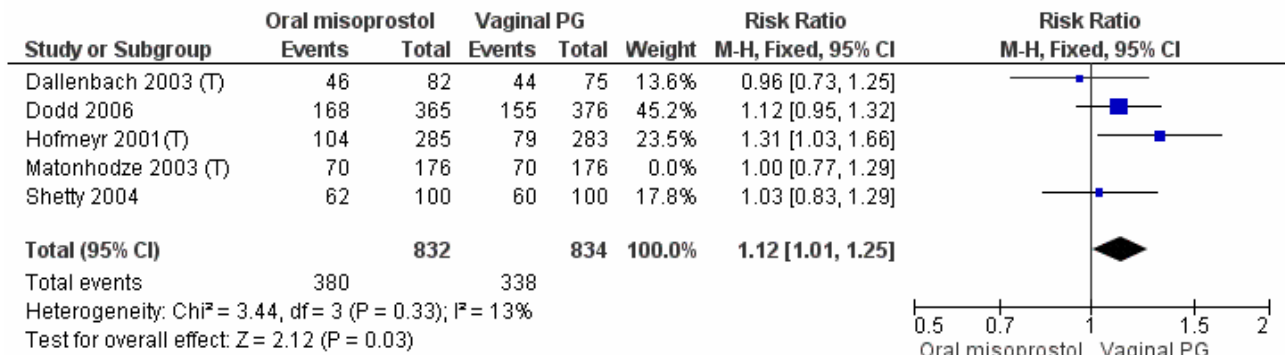 Oral misoprostol Vaginal PG Risk Ratio Risk Ratio
Study or Subgroup Events Total Events Total Weight M-H, Fixed, 95% CI M-H, Fixed, 95% CI
Dallenbach 2003 (T) 46 82 44 75 13.6% 0.96 [0.73, 1.25]
Dodd 2006 168 365 155 376 45.2% 1.12 [0.95, 1.32]
Hofmeyr 2001(T) 104 285 79 283 23.5% 1.31 [1.03, 1.66]
Matonhodze 2003 (T) 70 176 70 176 0.0% 1.00 [0.77, 1.29]
Shetty 2004 62 100 60 100 17.8% 1.03 [0.83, 1.29]
Total (95% CI) 832 834 100.0% 1.12 [1.01, 1.25]
Total events 380 338
Heterogeneity: Chi² = 3.44, df = 3 (P = 0.33); I² = 13%
Test for overall effect: Z = 2.12 (P = 0.03)
0.5 0.7 1 1.5 2
Oral misoprostol Vaginal PG